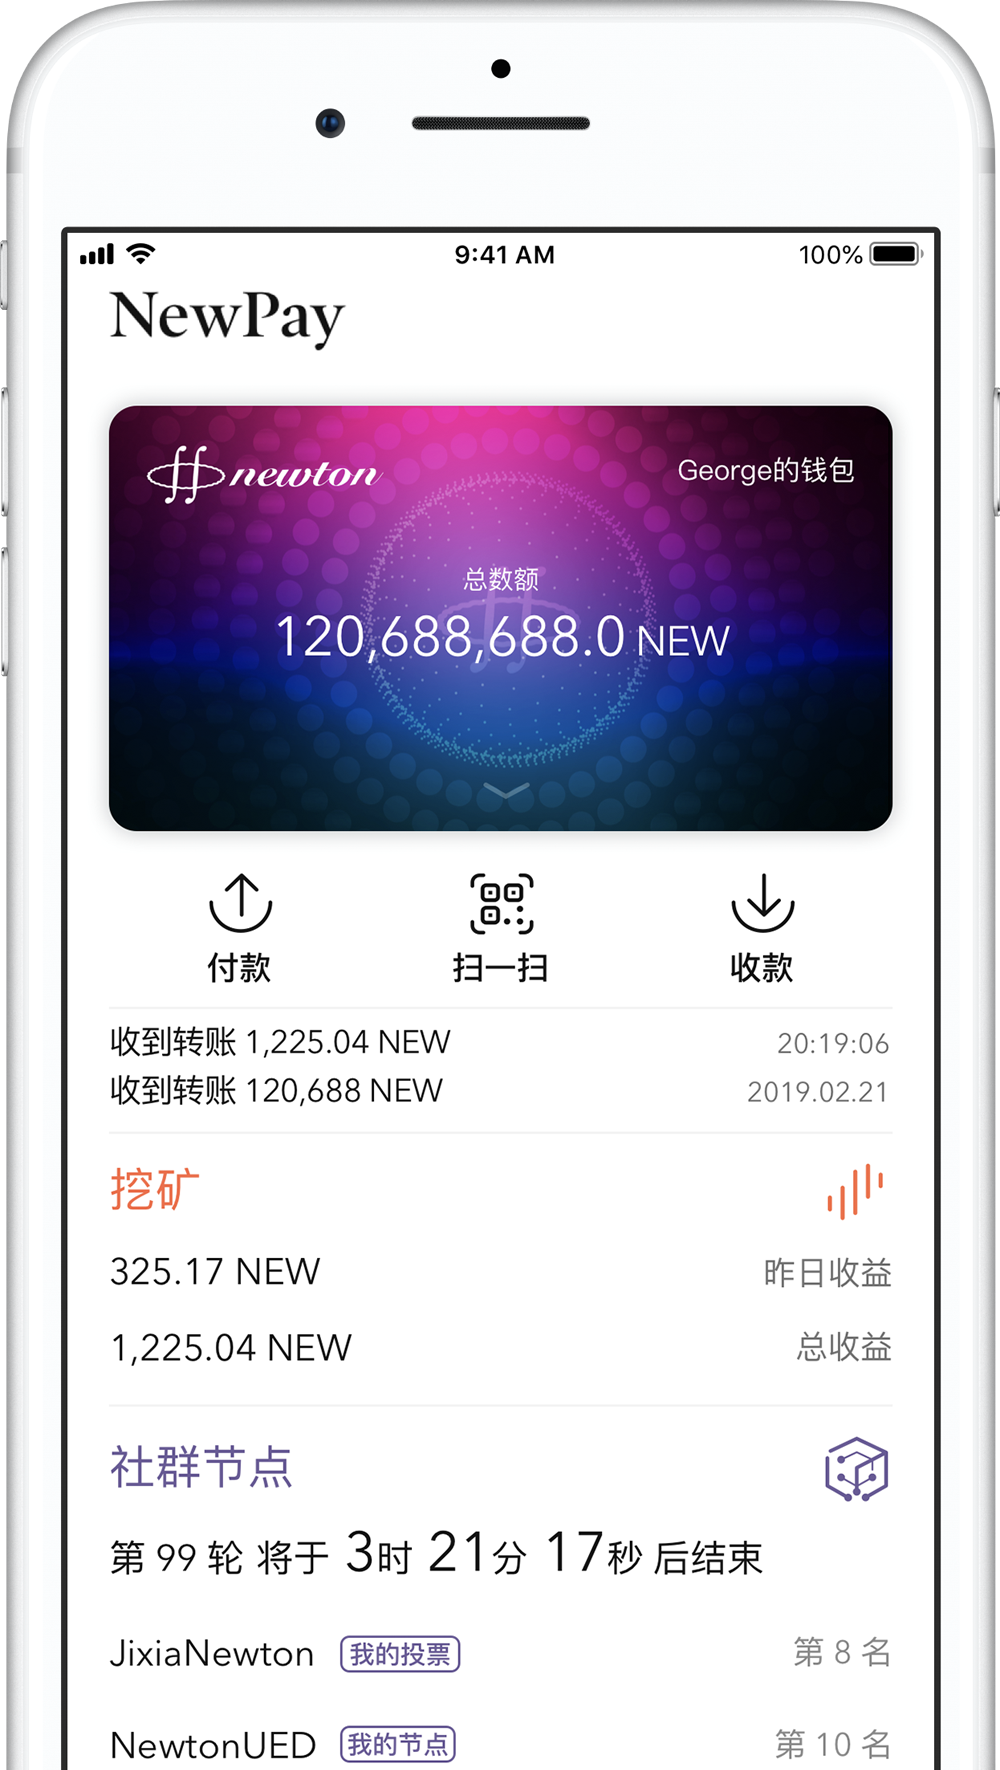 9:41 AM 100%
NewPay
newton George的钱包
总数额
120,688,688.0 NEW
付款 扫一扫 收款
收到转账 1,225.04 NEW 20:19:06
收到转账 120,688 NEW 2019.02.21
挖矿
325.17 NEW 昨日收益
1,225.04 NEW 总收益
社群节点
第 99 轮 将于 3时 21分 17秒 后结束
JixiaNewton 我的投票 第 8 名
NewtonUED 我的节点 第 10 名